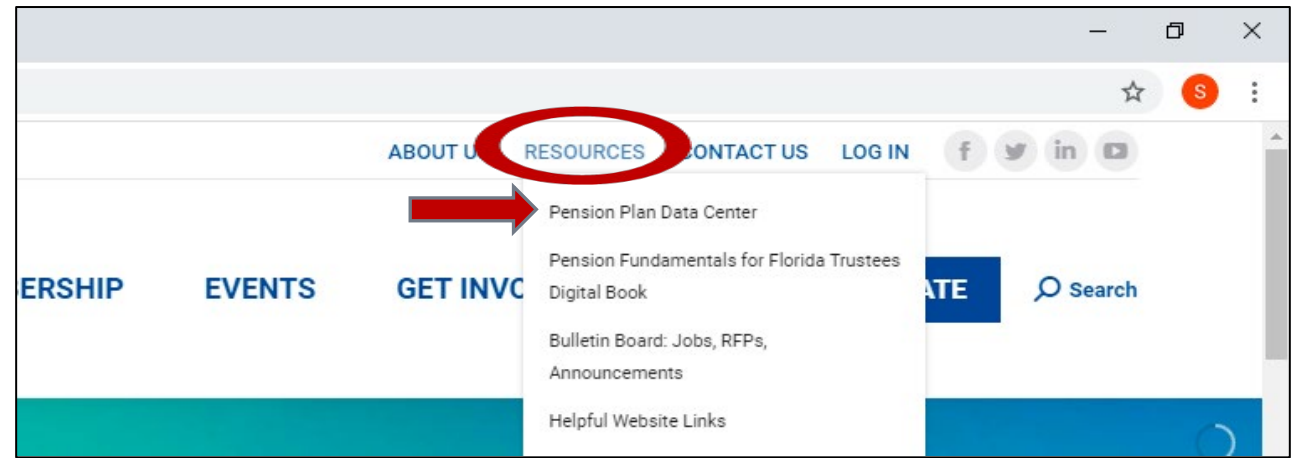 S
ABOUT U RESOURCES CONTACT US LOG IN f in
Pension Plan Data Center
ERSHIP EVENTS GET INVO ATE Search
Pension Fundamentals for Florida Trustees
Digital Book
Bulletin Board: Jobs, RFPs,
Announcements
Helpful Website Links